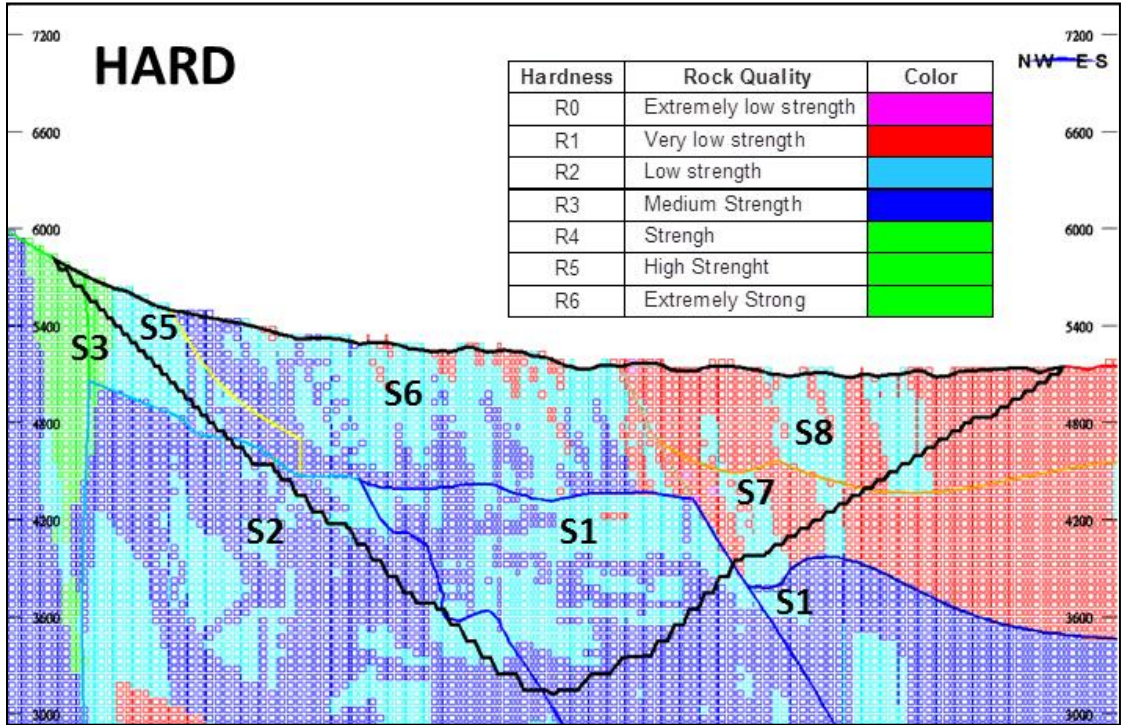 7200
HARD
7200
NW ES
Hardness Rock Quality Color
R0 Extremely low strength
R1 Very low strength
R2 Low strength
R3 Medium Strength
R4 Strengh
R5 High Strenght
R6 Extremely Strong
6600
6600
6000
6000
5400
5400
S5
S3
S6
4800
4800
S8
S7
4200
4200
S2
S1
S1
3600
3600
3000
3000